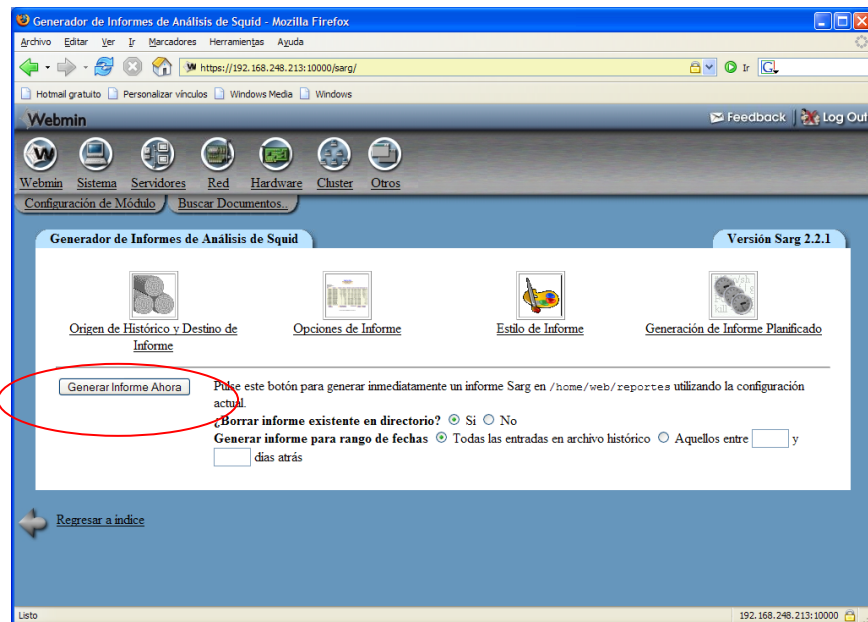 Generador de Informes de Análisis de Squid - Mozilla Firefox
Archivo Editar Ver Ir Marcadores Herramientas Ayuda
https://192.168.248.213:10000/sarg/ Ir G
Hotmail gratuito Personalizar vínculos Windows Media Windows
Webmin Feedback Log Out
Webmin Sistema Servidores Red Hardware Cluster Otros
Configuración de Módulo Buscar Documentos..
Generador de Informes de Análisis de Squid Versión Sarg 2.2.1
Origen de Histórico y Destino de Informe
Opciones de Informe
Estilo de Informe
Generación de Informe Planificado
Generar Informe Ahora
Pulse este botón para generar inmediatamente un informe Sarg en /home/web/reportes utilizando la configuración
actual.
¿Borrar informe existente en directorio? Si No
Generar informe para rango de fechas Todas las entradas en archivo histórico Aquellos entre y
dias atrás
Regresar a índice
Listo 192.168.248.213:10000